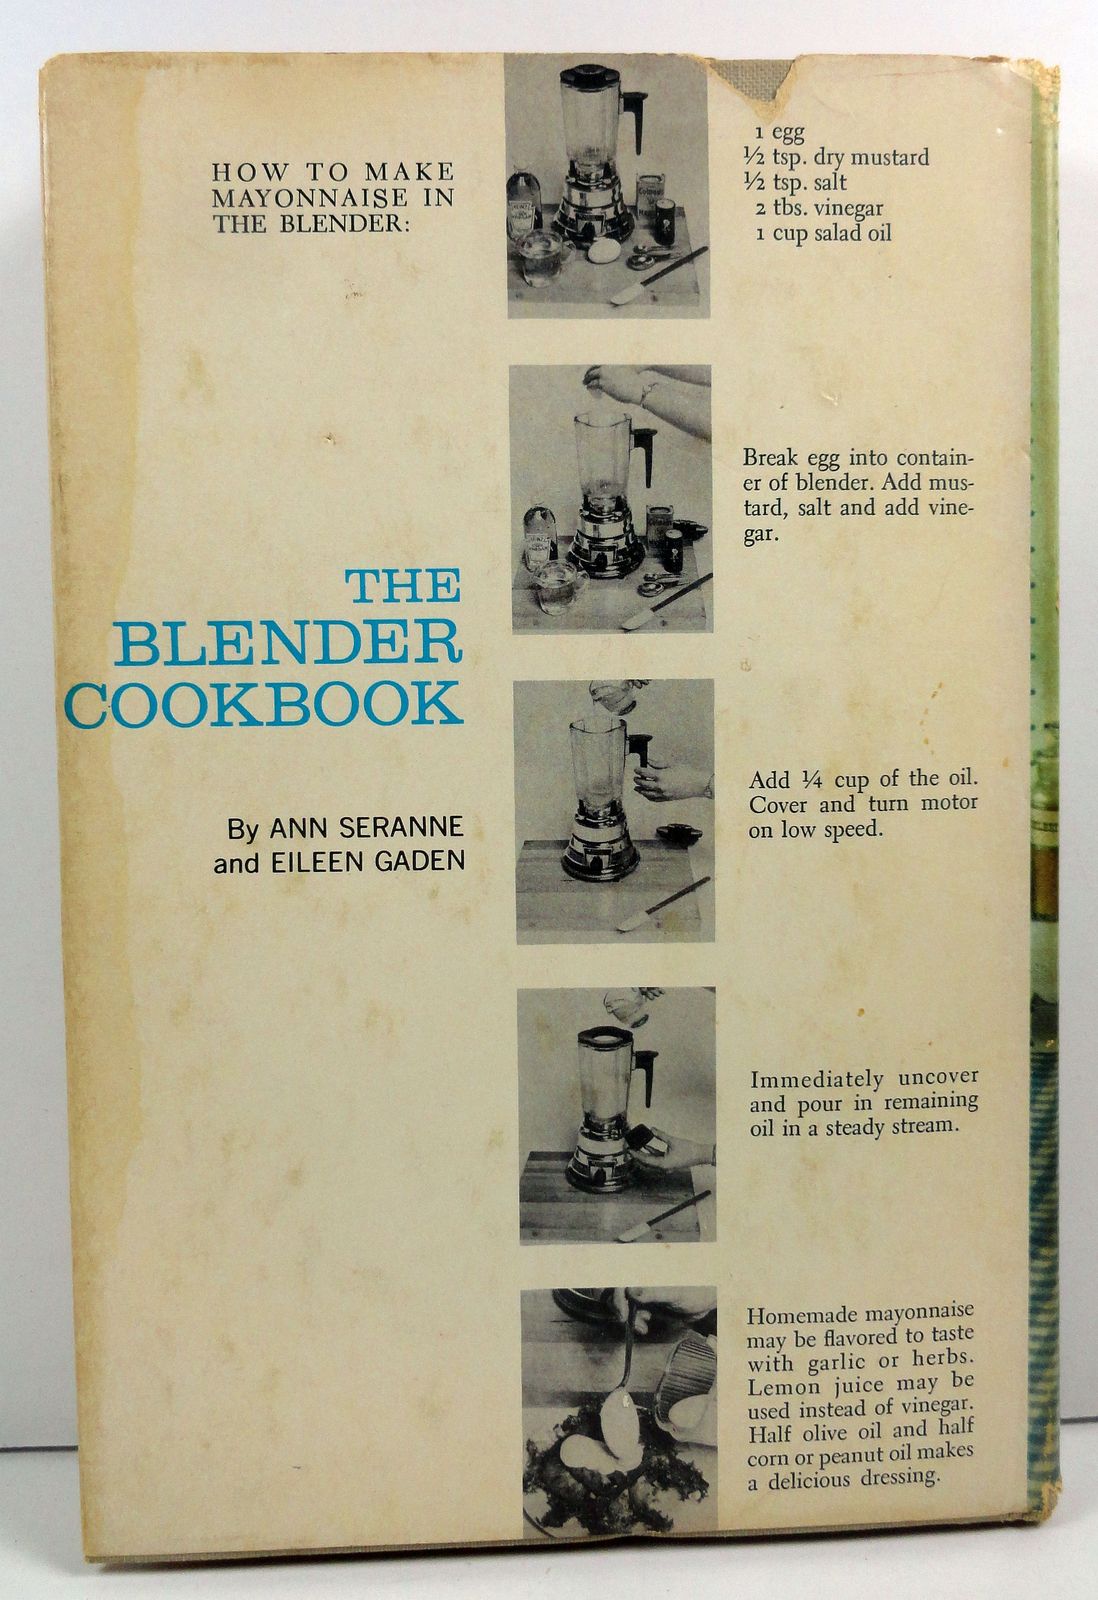 HOW TO MAKE
MAYONNAISE IN
THE BLENDER:
1 egg
½ tsp. dry mustard
½ tsp. salt
2 tbs. vinegar
1 cup salad oil
Break egg into contain-
er of blender. Add mus-
tard, salt and add vine-
gar.
THE
BLENDER
COOKBOOK
By ANN SERANNE
and EILEEN GADEN
Add ¼ cup of the oil.
Cover and turn motor
on low speed.
Immediately uncover
and pour in remaining
oil in a steady stream.
Homemade mayonnaise
may be flavored to taste
with garlic or herbs.
Lemon juice may be
used instead of vinegar.
Half olive oil and half
corn or peanut oil makes
a delicious dressing.